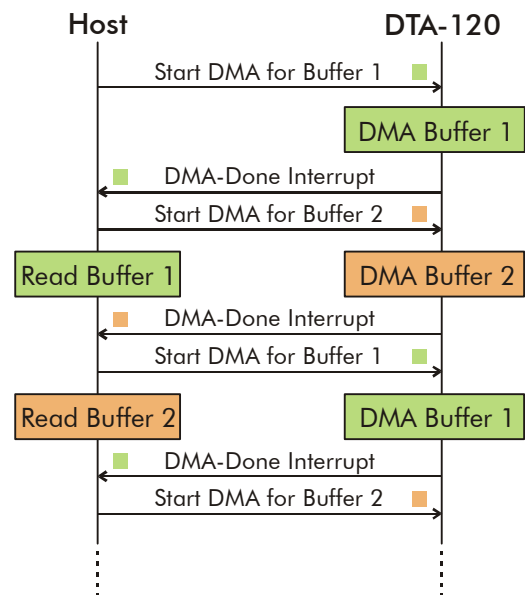 Host DTA-120
Start DMA for Buffer 1
DMA Buffer 1
DMA-Done Interrupt
Start DMA for Buffer 2
Read Buffer 1 DMA Buffer 2
DMA-Done Interrupt
Start DMA for Buffer 1
Read Buffer 2 DMA Buffer 1
DMA-Done Interrupt
Start DMA for Buffer 2